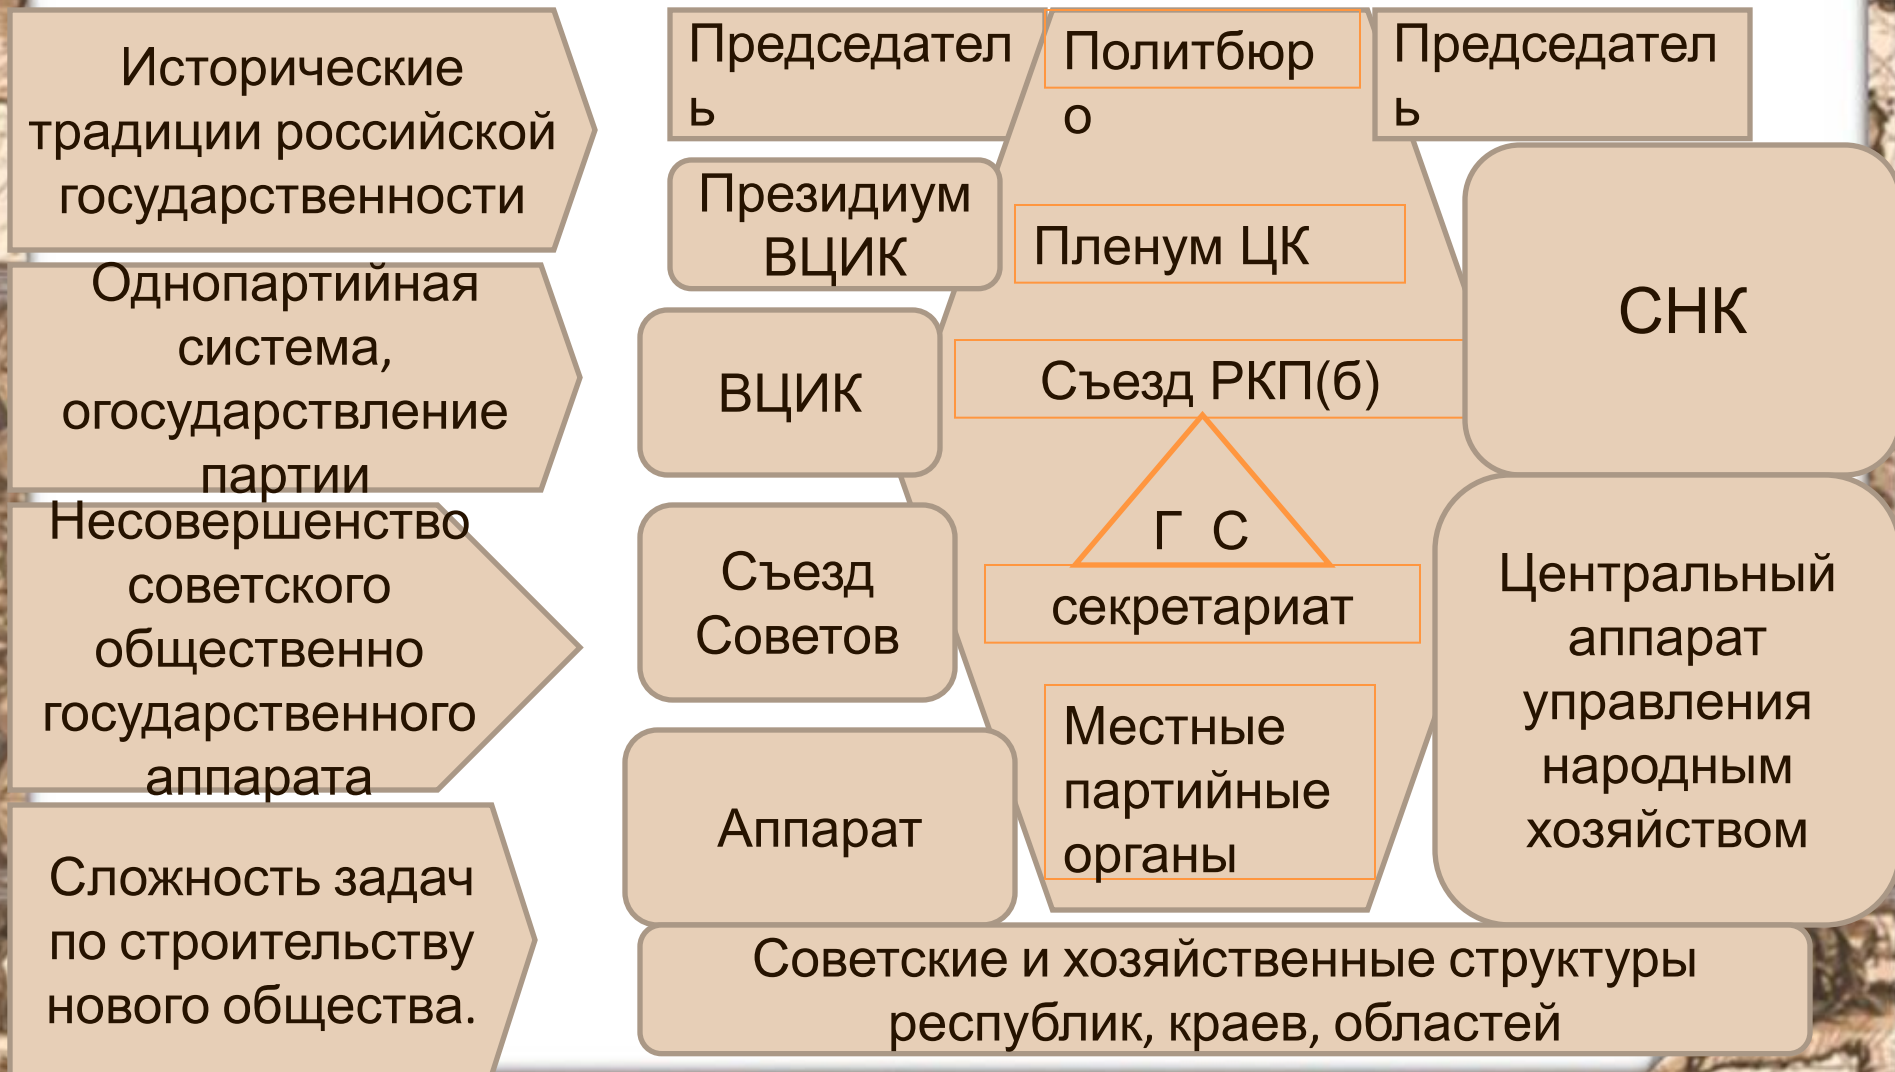 Исторические
традиции российской
государственности
Однопартийная
система,
огосударствление
партии
Несовершенство
советского
общественно
государственного
аппарата
Сложность задач
по строительству
нового общества.
Председател
ь
Президиум
ВЦИК
ВЦИК
Съезд
Советов
Аппарат
Политбюр
о
Пленум ЦК
Съезд РКП(б)
Г С
секретариат
Местные
партийные
органы
Председател
ь
СНК
Центральный
аппарат
управления
народным
хозяйством
Советские и хозяйственные структуры
республик, краев, областей